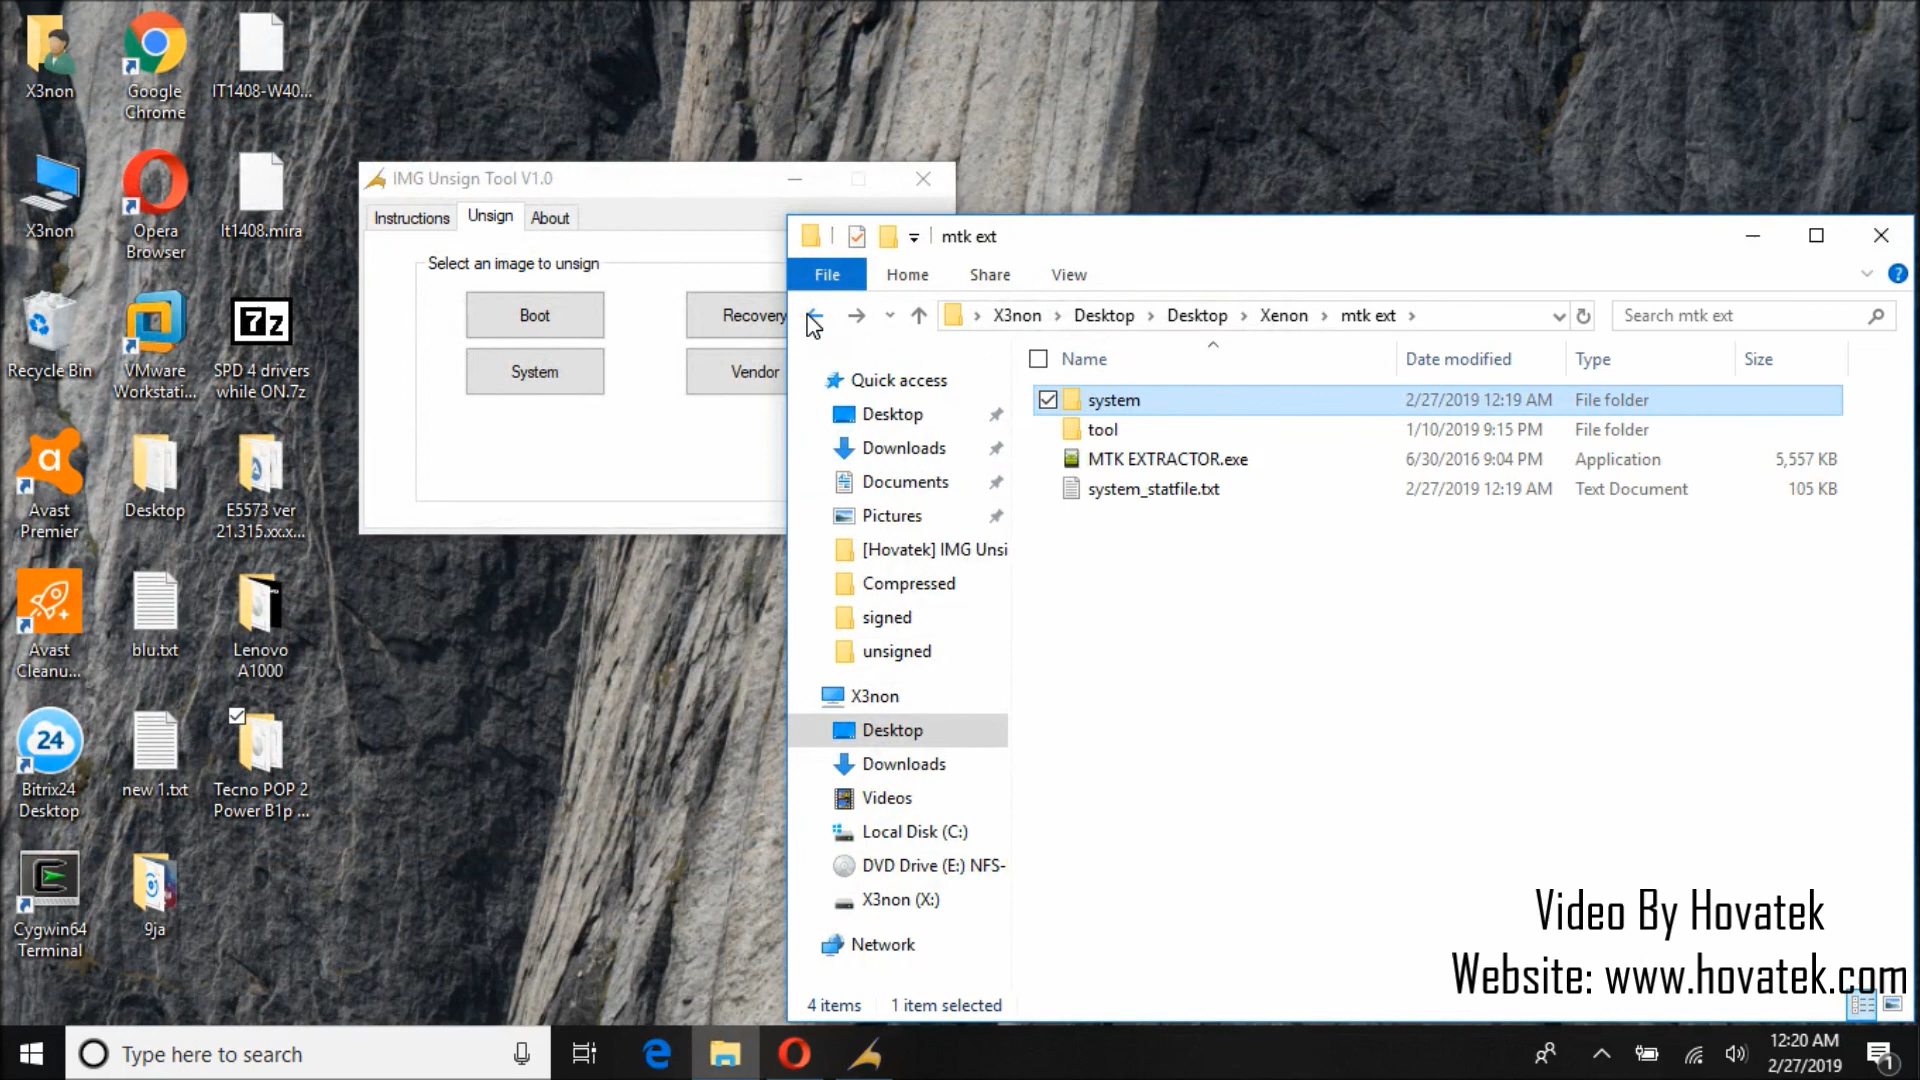 X3non
Google
Chrome
IT1408-W40...
X3non
Opera
Browser
It1408.mira
Recycle Bin
VMware
Workstati...
7z
SPD 4 drivers
while ON.7z
Avast
Premier
Desktop
E5573 ver
21.315.xx.x...
Avast
Cleanu...
blu.txt
Lenovo
A1000
24
Bitrix24
Desktop
new 1.txt
Tecno POP 2
Power B1p ...
Cygwin64
Terminal
9ja
IMG Unsign Tool V1.0
Instructions
Unsign
About
Select an image to unsign
Boot
Recovery
System
Vendor
mtk ext
File
Home
Share
View
X3non
Desktop
Desktop
Xenon
mtk ext
Search mtk ext
Quick access
Desktop
Downloads
Documents
Pictures
[Hovatek] IMG Unsi
Compressed
signed
unsigned
X3non
Desktop
Downloads
Videos
Local Disk (C:)
DVD Drive (E:) NFS-
X3non (X:)
Network
Name Date modified Type Size
system 2/27/2019 12:19 AM File folder
tool 1/10/2019 9:15 PM File folder
MTK EXTRACTOR.exe 6/30/2016 9:04 PM Application 5,557 KB
system_statfile.txt 2/27/2019 12:19 AM Text Document 105 KB
4 items 1 item selected
Video By Hovatek
Website: www.hovatek.com
Type here to search
12:20 AM
2/27/2019
1